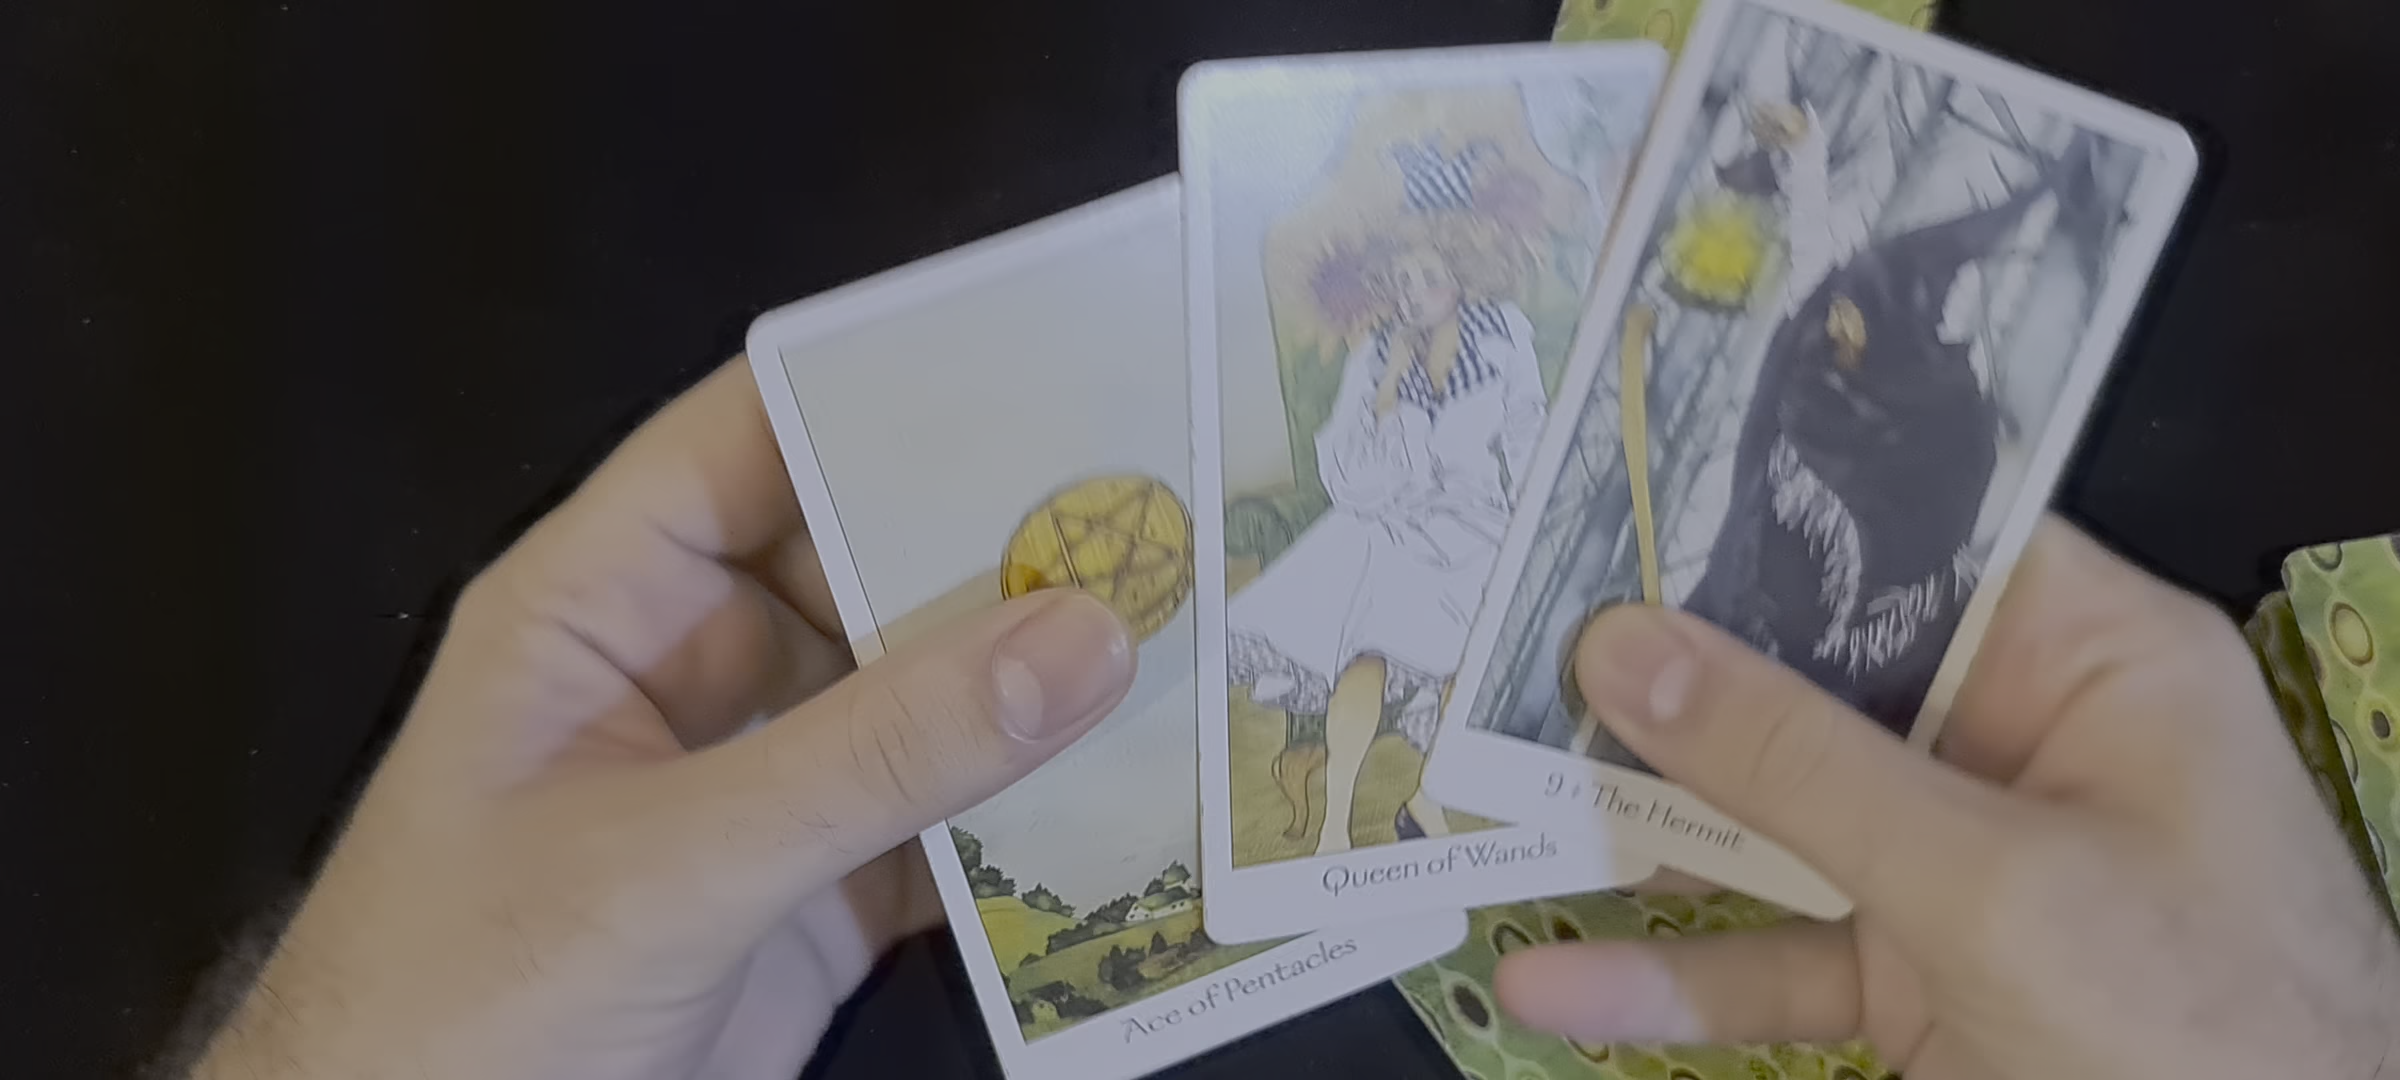 Ace of Pentacles
Queen of Wands
9 + The Hermit